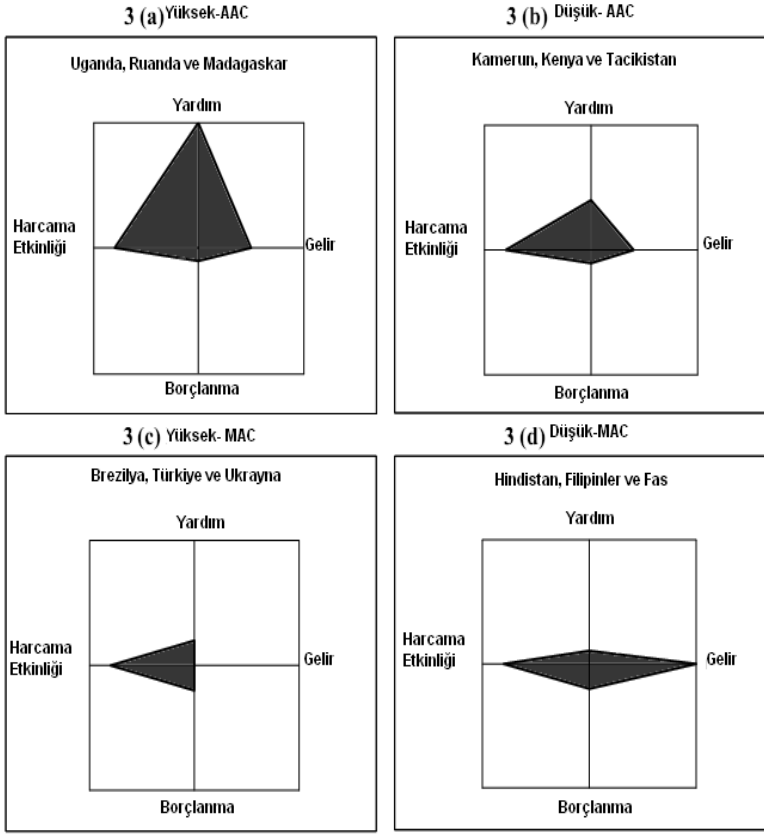 3 (a) Yüksek-AAC
Uganda, Ruanda ve Madagaskar
Yardım
Harcama
Etkinliği
Gelir
Borçlanma
3 (b) Düşük- AAC
Kamerun, Kenya ve Tacikistan
Yardım
Harcama
Etkinliği
Gelir
Borçlanma
3 (c) Yüksek- MAC
Brezilya, Türkiye ve Ukrayna
Yardım
Harcama
Etkinliği
Gelir
Borçlanma
3 (d) Düşük-MAC
Hindistan, Filipinler ve Fas
Yardım
Harcama
Etkinliği
Gelir
Borçlanma